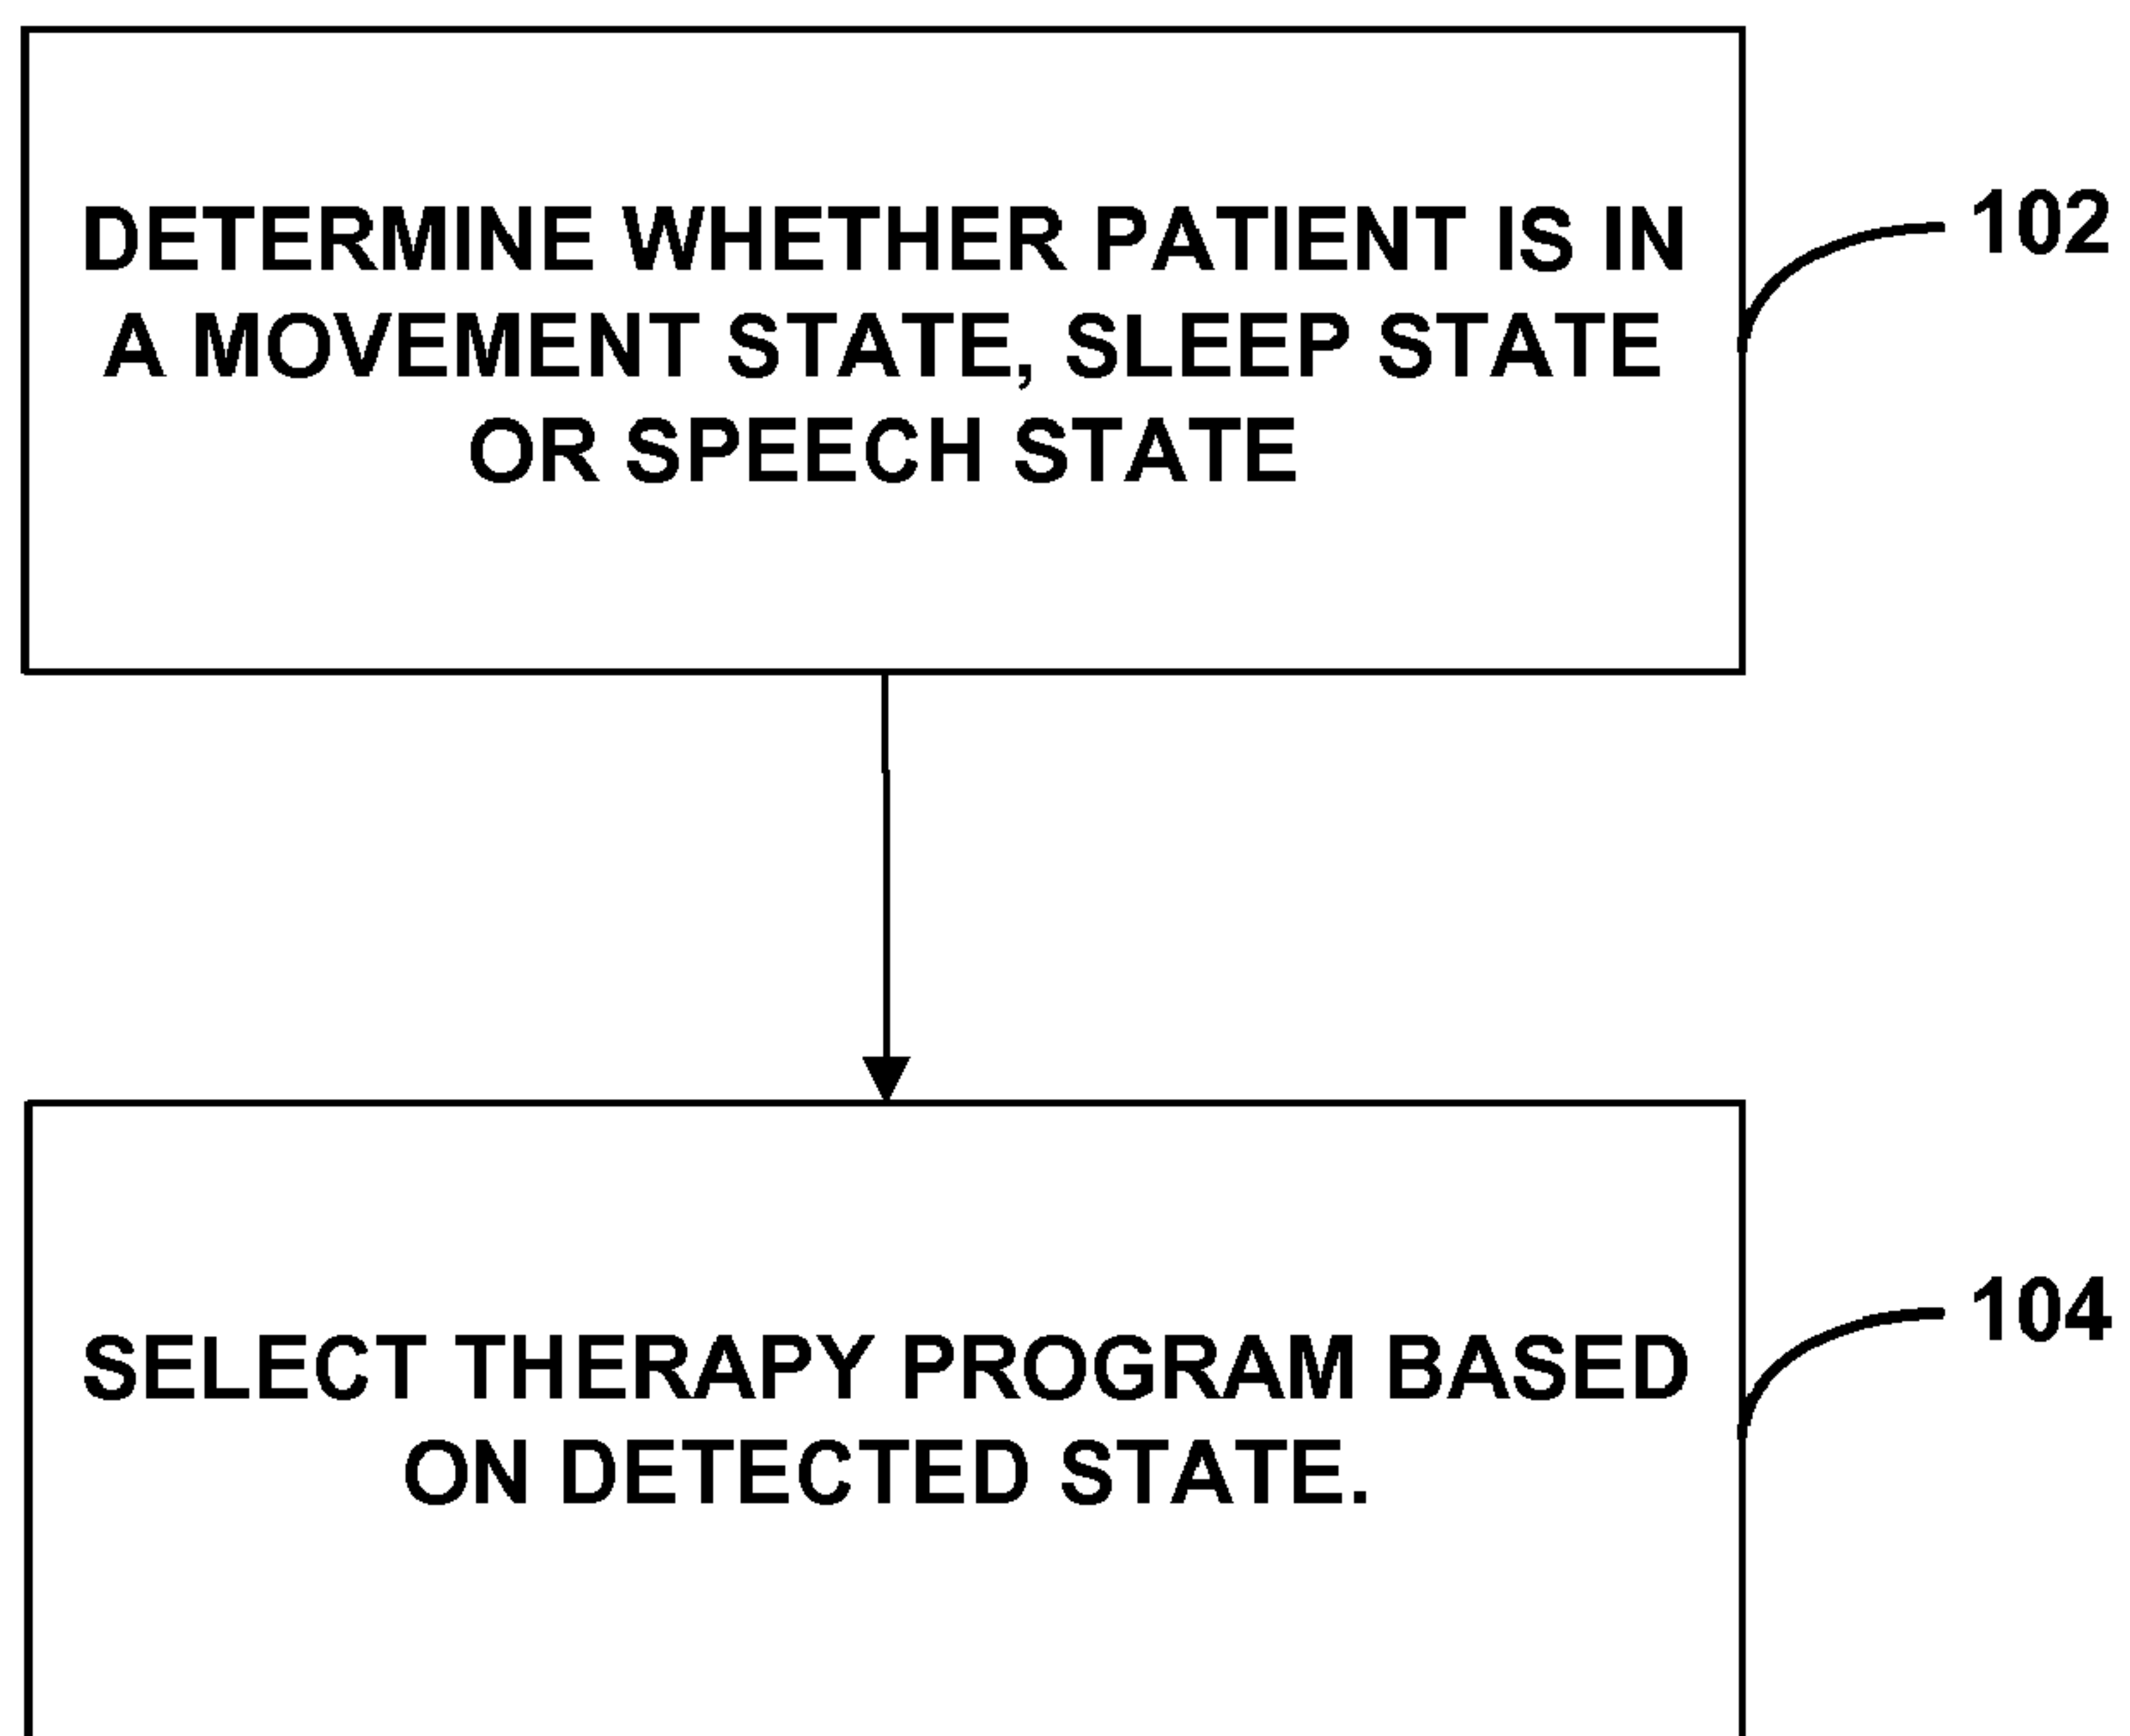 DETERMINE WHETHER PATIENT IS IN
A MOVEMENT STATE, SLEEP STATE
OR SPEECH STATE
102
SELECT THERAPY PROGRAM BASED
ON DETECTED STATE.
104